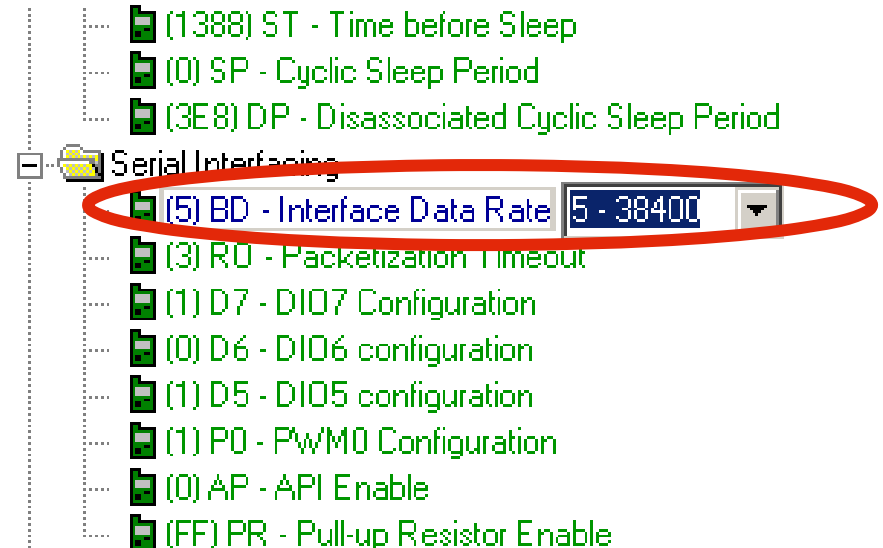 (1388) ST - Time before Sleep
(0) SP - Cyclic Sleep Period
(3E8) DP - Disassociated Cyclic Sleep Period
Serial Interfacing
(5) BD - Interface Data Rate 5 - 38400
(3) RO - Packetization Timeout
(1) D7 - DIO7 Configuration
(0) D6 - DIO6 configuration
(1) D5 - DIO5 configuration
(1) P0 - PWM0 Configuration
(0) AP - API Enable
(FF) PR - Pull-up Resistor Enable